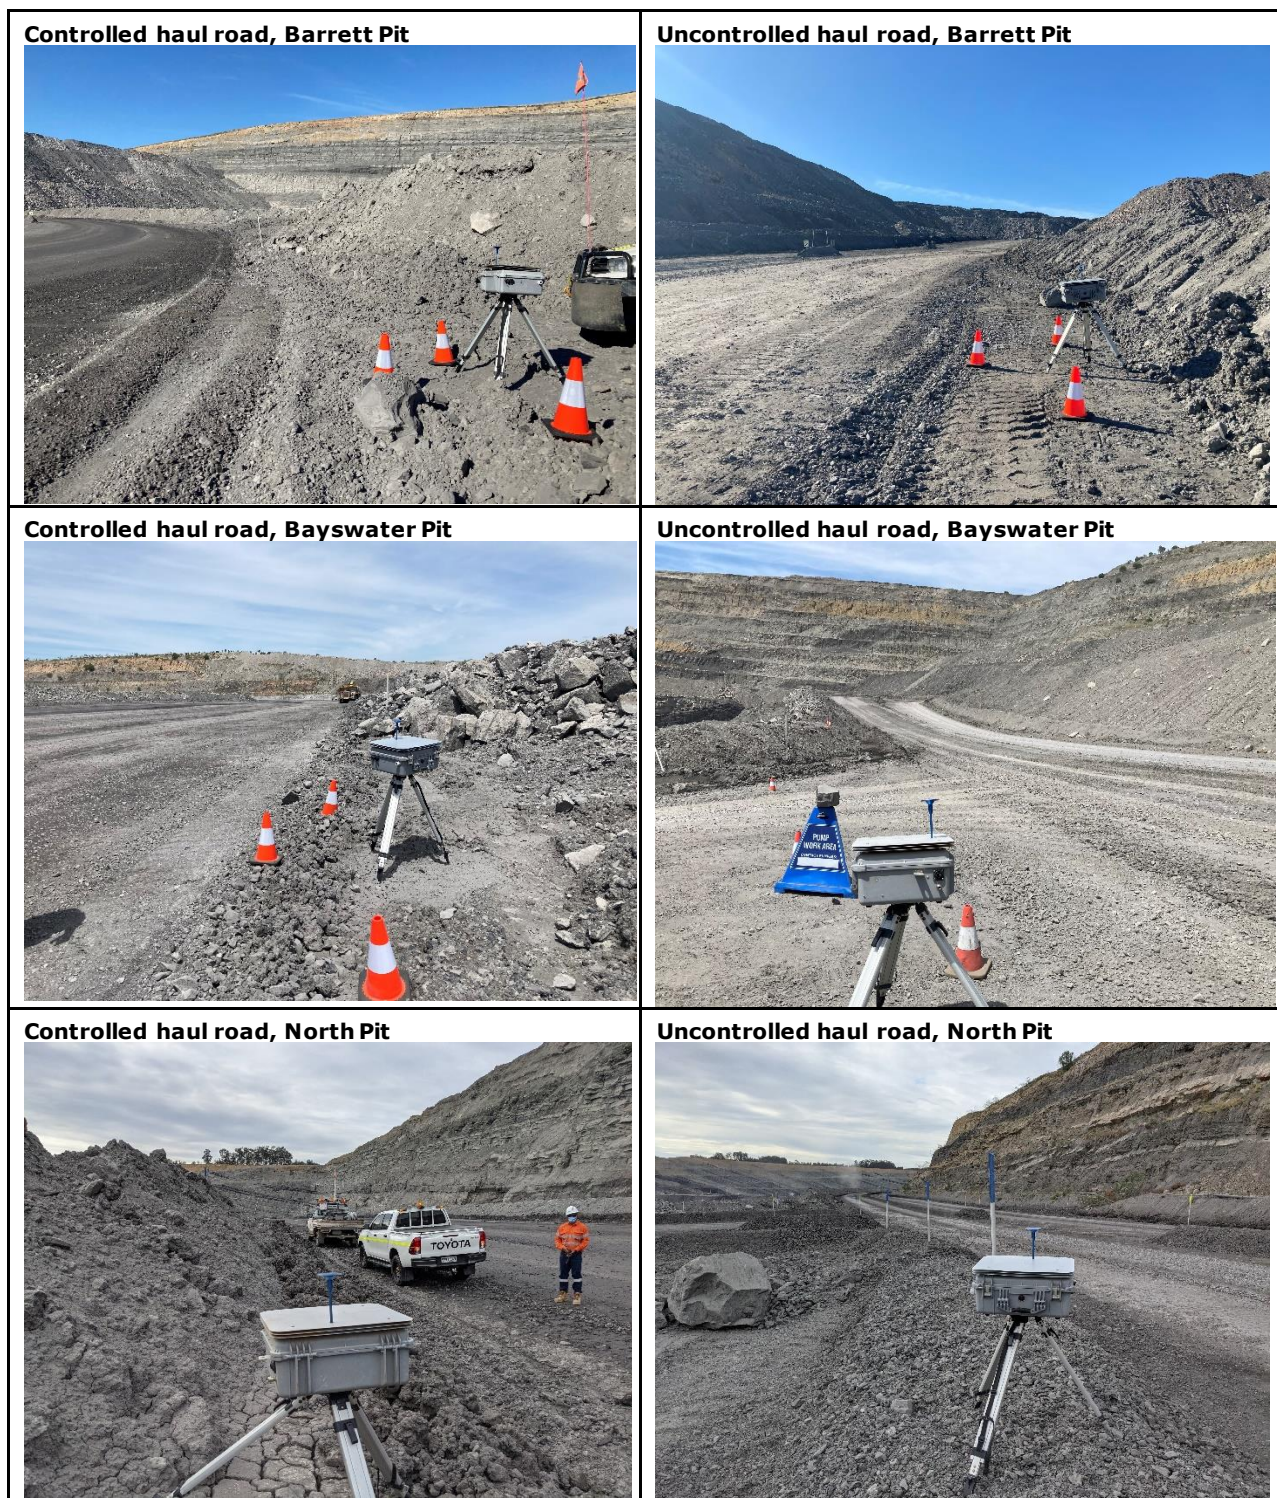 Controlled haul road, Barrett Pit
Uncontrolled haul road, Barrett Pit
Controlled haul road, Bayswater Pit
Uncontrolled haul road, Bayswater Pit
PUMP
WORK AREA
Controlled haul road, North Pit
Uncontrolled haul road, North Pit
TOYOTA